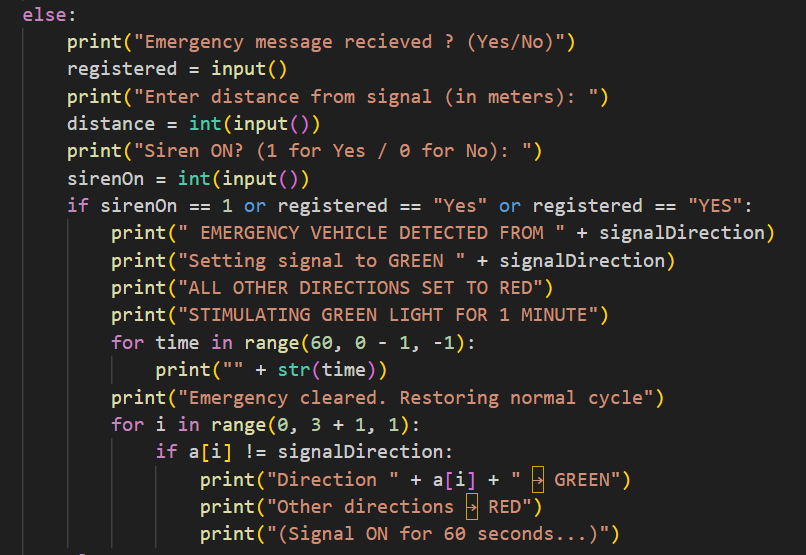 else:
    print("Emergency message recieved ? (Yes/No)")
    registered = input()
    print("Enter distance from signal (in meters): ")
    distance = int(input())
    print("Siren ON? (1 for Yes / 0 for No): ")
    sirenOn = int(input())
    if sirenOn == 1 or registered == "Yes" or registered == "YES":
        print(" EMERGENCY VEHICLE DETECTED FROM " + signalDirection)
        print("Setting signal to GREEN " + signalDirection)
        print("ALL OTHER DIRECTIONS SET TO RED")
        print("STIMULATING GREEN LIGHT FOR 1 MINUTE")
        for time in range(60, 0 - 1, -1):
            print("" + str(time))
        print("Emergency cleared. Restoring normal cycle")
        for i in range(0, 3 + 1, 1):
            if a[i] != signalDirection:
                print("Direction " + a[i] + " → GREEN")
                print("Other directions → RED")
                print("(Signal ON for 60 seconds...)")